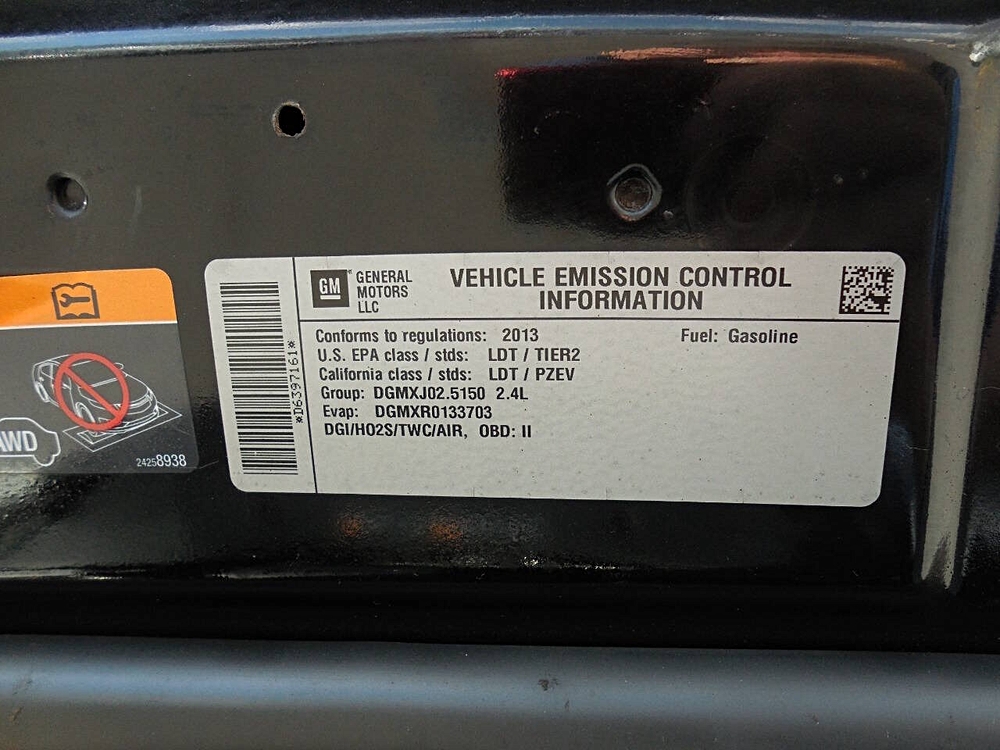 GM
GENERAL
MOTORS
LLC
VEHICLE EMISSION CONTROL
INFORMATION
Conforms to regulations: 2013
Fuel: Gasoline
U.S. EPA class / stds: LDT / TIER2
California class / stds: LDT / PZEV
Group: DGMXJ02.5150 2.4L
Evap: DGMXR0133703
DGI/HO2S/TWC/AIR, OBD: II
*D6397161*
AWD
24258938